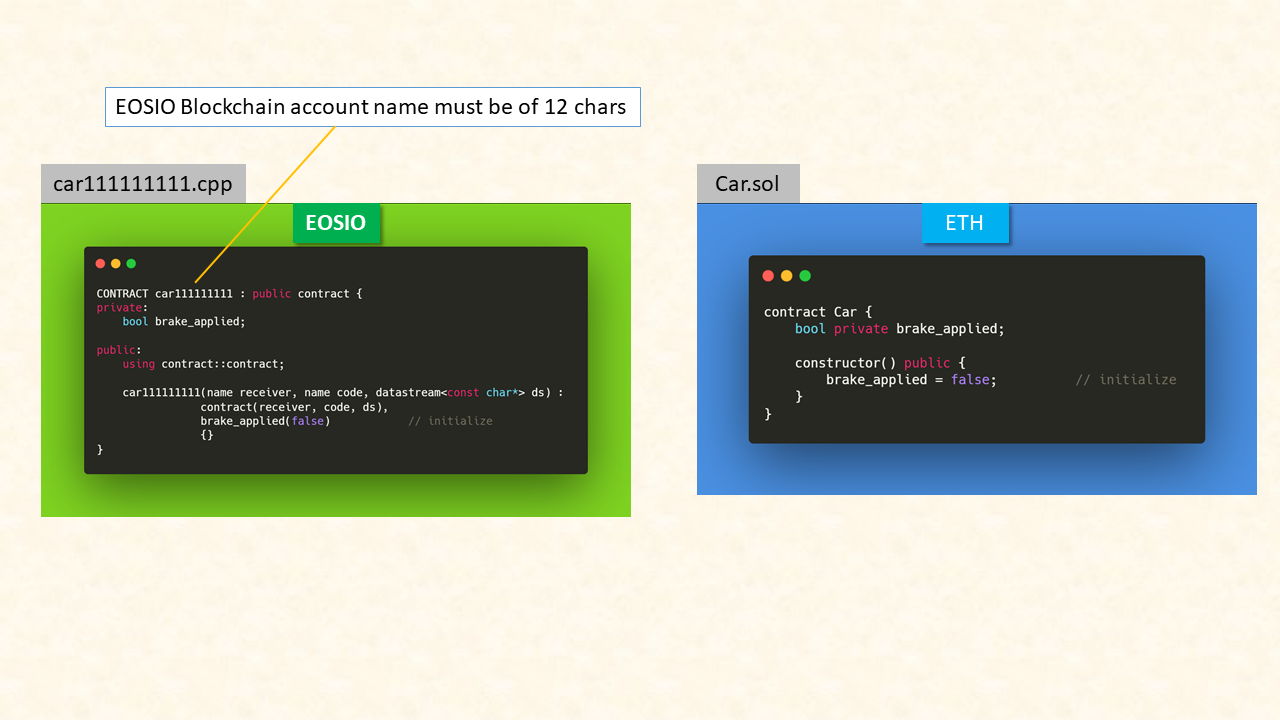 EOSIO Blockchain account name must be of 12 chars
car111111111.cpp
EOSIO
CONTRACT car111111111 : public contract {
private:
    bool brake_applied;
public:
    using contract::contract;
    car111111111(name receiver, name code, datastream<const char*> ds) :
                contract(receiver, code, ds),
                brake_applied(false)            // initialize
                {}
}
Car.sol
ETH
contract Car {
    bool private brake_applied;
    constructor() public {
        brake_applied = false;          // initialize
    }
}